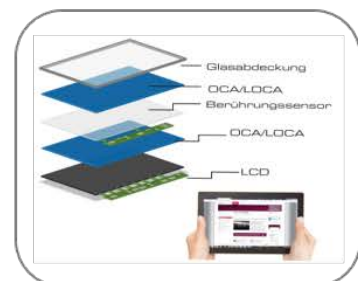 Glasabdeckung
OCA/LOCA
Berührungssensor
OCA/LOCA
LCD